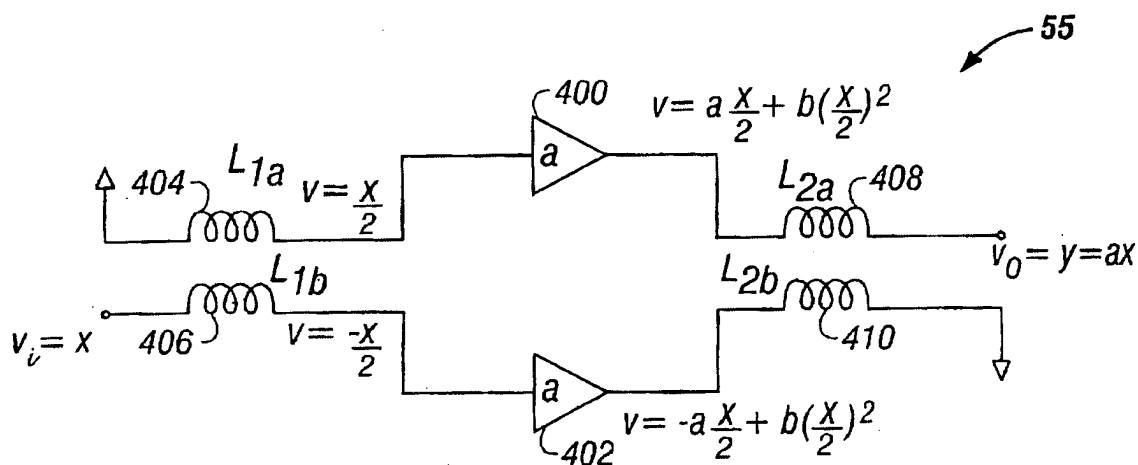 55
400
v = a x/2 + b(x/2)²
a
404
L1a
v = x/2
L2a
408
vo = y = ax
L1b
L2b
vi = x
406
v = -x/2
410
a
402
v = -a x/2 + b(x/2)²